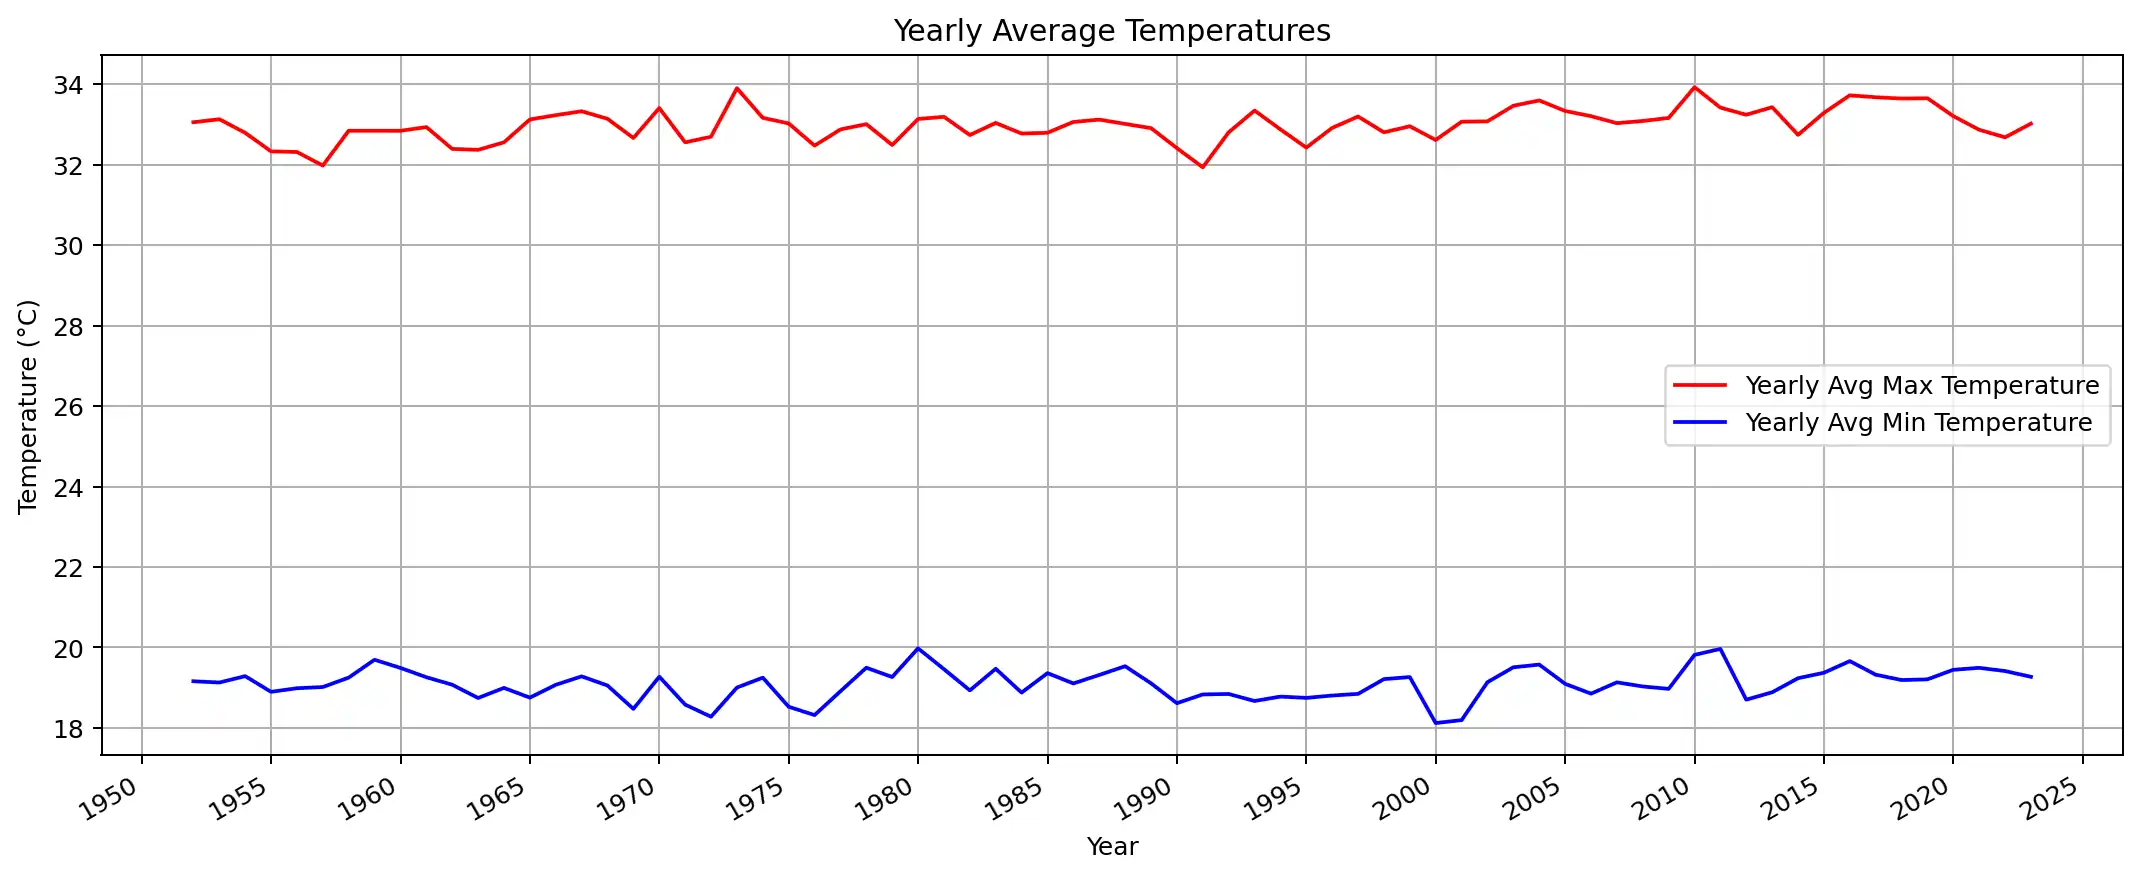 Yearly Average Temperatures
34
32
30
28
26
24
22
20
18
Temperature (°C)
Yearly Avg Max Temperature
Yearly Avg Min Temperature
1950 1955 1960 1965 1970 1975 1980 1985 1990 1995 2000 2005 2010 2015 2020 2025
Year